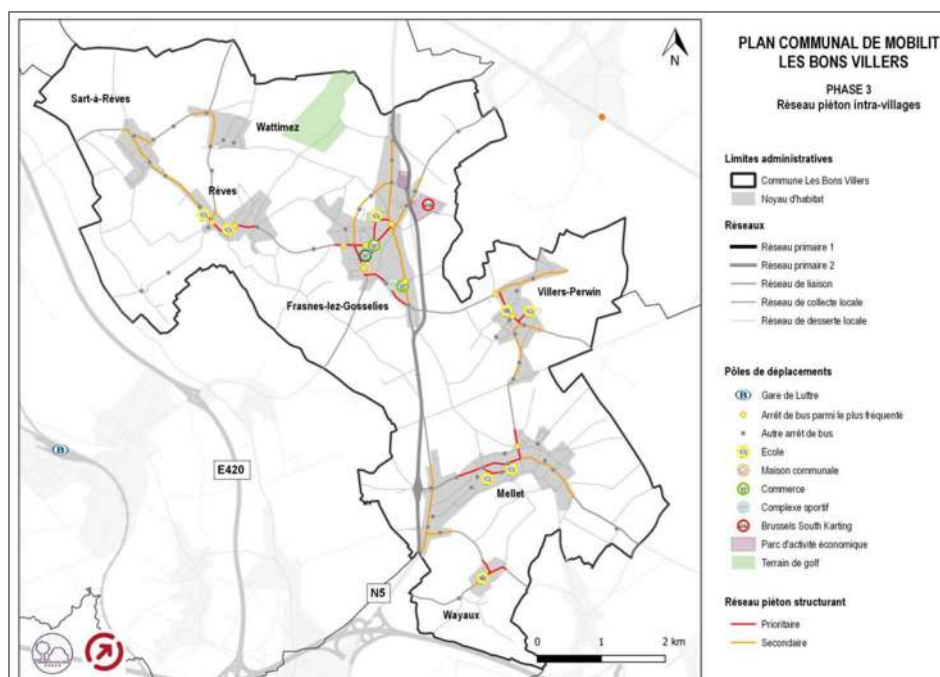 PLAN COMMUNAL DE MOBILIT
LES BONS VILLERS
PHASE 3
Réseau piéton intra-villages
Limites administratives
Commune Les Bons Villers
Noyau d'habitat
Réseaux
Réseau primaire 1
Réseau primaire 2
Réseau de liaison
Réseau de collecte locale
Réseau de desserte locale
Pôles de déplacements
Gare de Luttre
Arrêt de bus parmi le plus fréquenté
Autre arrêt de bus
Ecole
Maison communale
Commerce
Complexe sportif
Brussels South Karting
Parc d'activité économique
Terrain de golf
Réseau piéton structurant
Prioritaire
Secondaire
N
Sart-à-Rêves
Wattimez
Rêves
Frasnes-lez-Gosselies
Villers-Perwin
B
E420
Mellet
N5
Wayaux
0 1 2 km